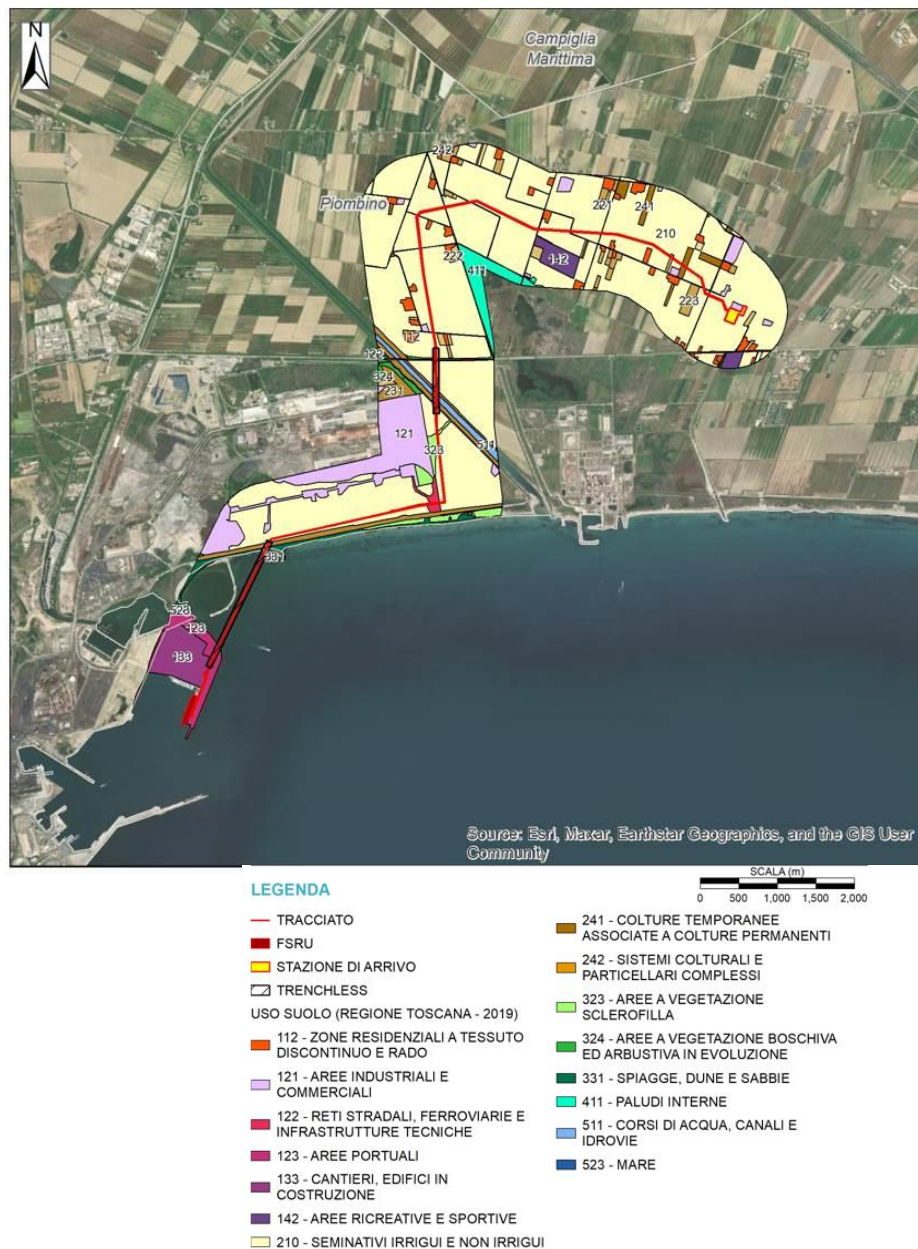 N
Campiglia
Marittima
242
Piombino
221
241
210
222
142
411
223
112
122
324
231
121
323
511
331
523
123
133
Source: Esri, Maxar, Earthstar Geographics, and the GIS User
Community
SCALA (m)
0 500 1,000 1,500 2,000
LEGENDA
TRACCIATO
FSRU
STAZIONE DI ARRIVO
TRENCHLESS
USO SUOLO (REGIONE TOSCANA - 2019)
112 - ZONE RESIDENZIALI A TESSUTO
DISCONTINUO E RADO
121 - AREE INDUSTRIALI E
COMMERCIALI
122 - RETI STRADALI, FERROVIARIE E
INFRASTRUTTURE TECNICHE
123 - AREE PORTUALI
133 - CANTIERI, EDIFICI IN
COSTRUZIONE
142 - AREE RICREATIVE E SPORTIVE
210 - SEMINATIVI IRRIGUI E NON IRRIGUI
241 - COLTURE TEMPORANEE
ASSOCIATE A COLTURE PERMANENTI
242 - SISTEMI COLTURALI E
PARTICELLARI COMPLESSI
323 - AREE A VEGETAZIONE
SCLEROFILLA
324 - AREE A VEGETAZIONE BOSCHIVA
ED ARBUSTIVA IN EVOLUZIONE
331 - SPIAGGE, DUNE E SABBIE
411 - PALUDI INTERNE
511 - CORSI DI ACQUA, CANALI E
IDROVIE
523 - MARE